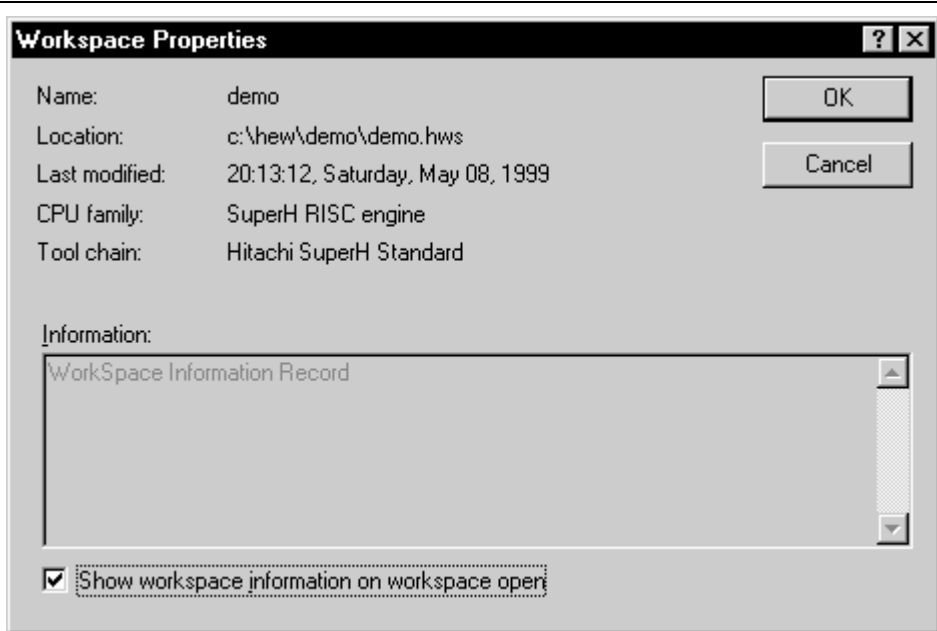 Workspace Properties
Name: demo
OK
Location: c:\hew\demo\demo.hws
Last modified: 20:13:12, Saturday, May 08, 1999
Cancel
CPU family: SuperH RISC engine
Tool chain: Hitachi SuperH Standard
Information:
WorkSpace Information Record
Show workspace information on workspace open